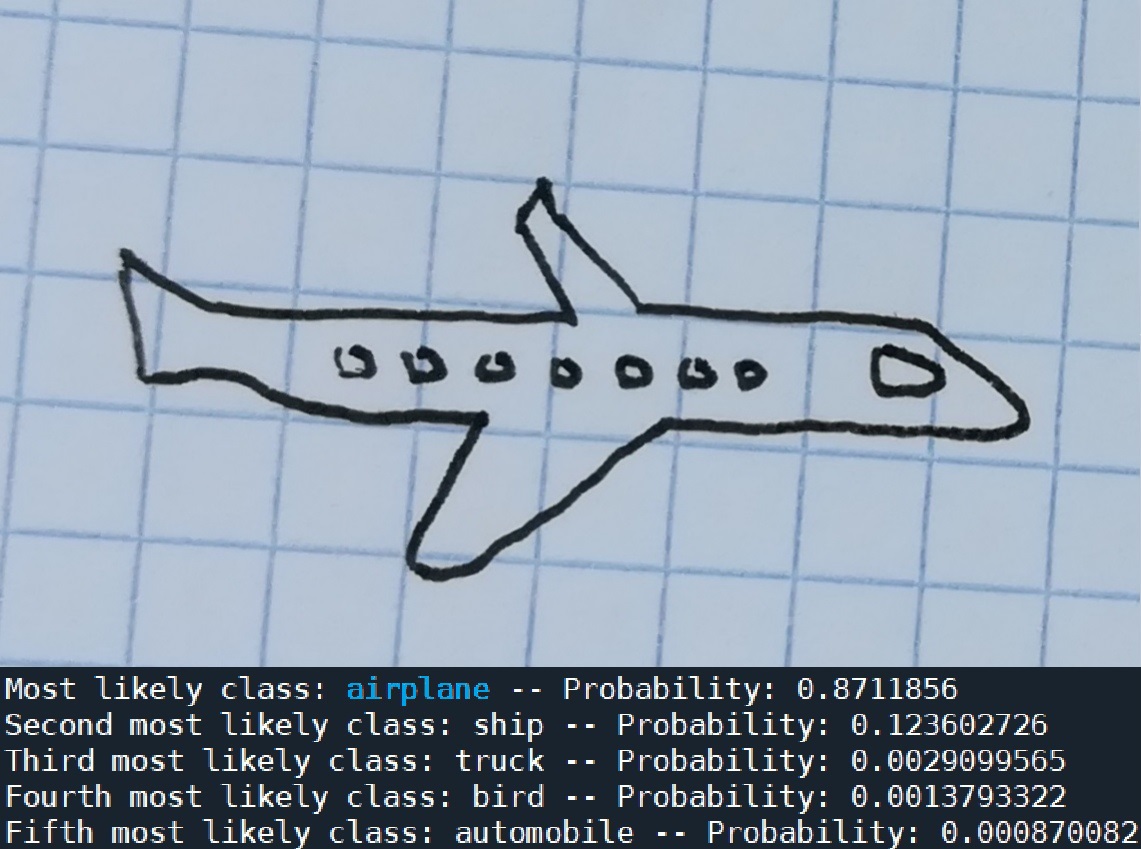 Most likely class: airplane -- Probability: 0.8711856
Second most likely class: ship -- Probability: 0.123602726
Third most likely class: truck -- Probability: 0.0029099565
Fourth most likely class: bird -- Probability: 0.0013793322
Fifth most likely class: automobile -- Probability: 0.000870082